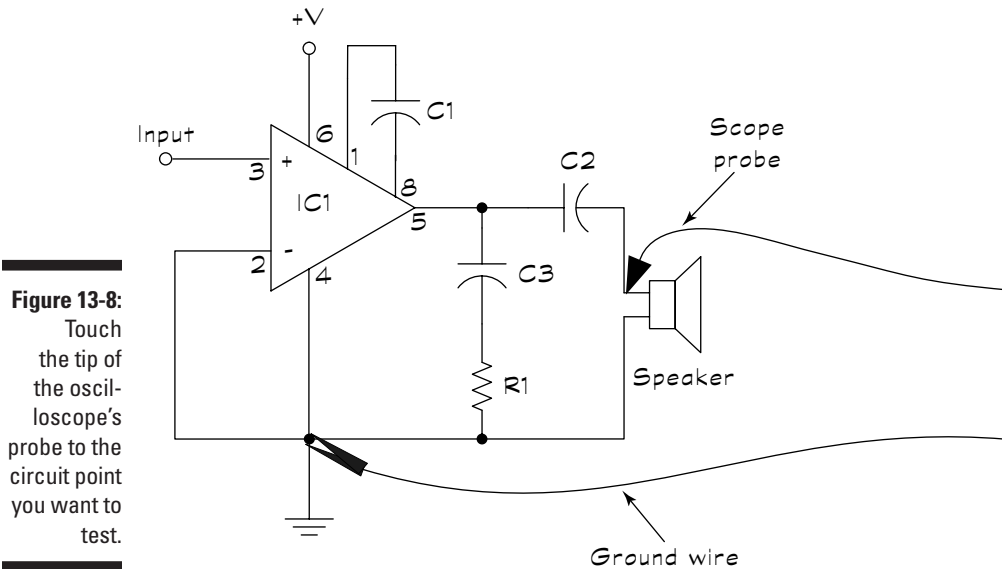 +V
C1
Input
6
1
3
+
IC1
8
5
2
-
4
C2
Scope
probe
C3
R1
Speaker
Ground wire
Figure 13-8:
Touch
the tip of
the oscil-
loscope's
probe to the
circuit point
you want to
test.